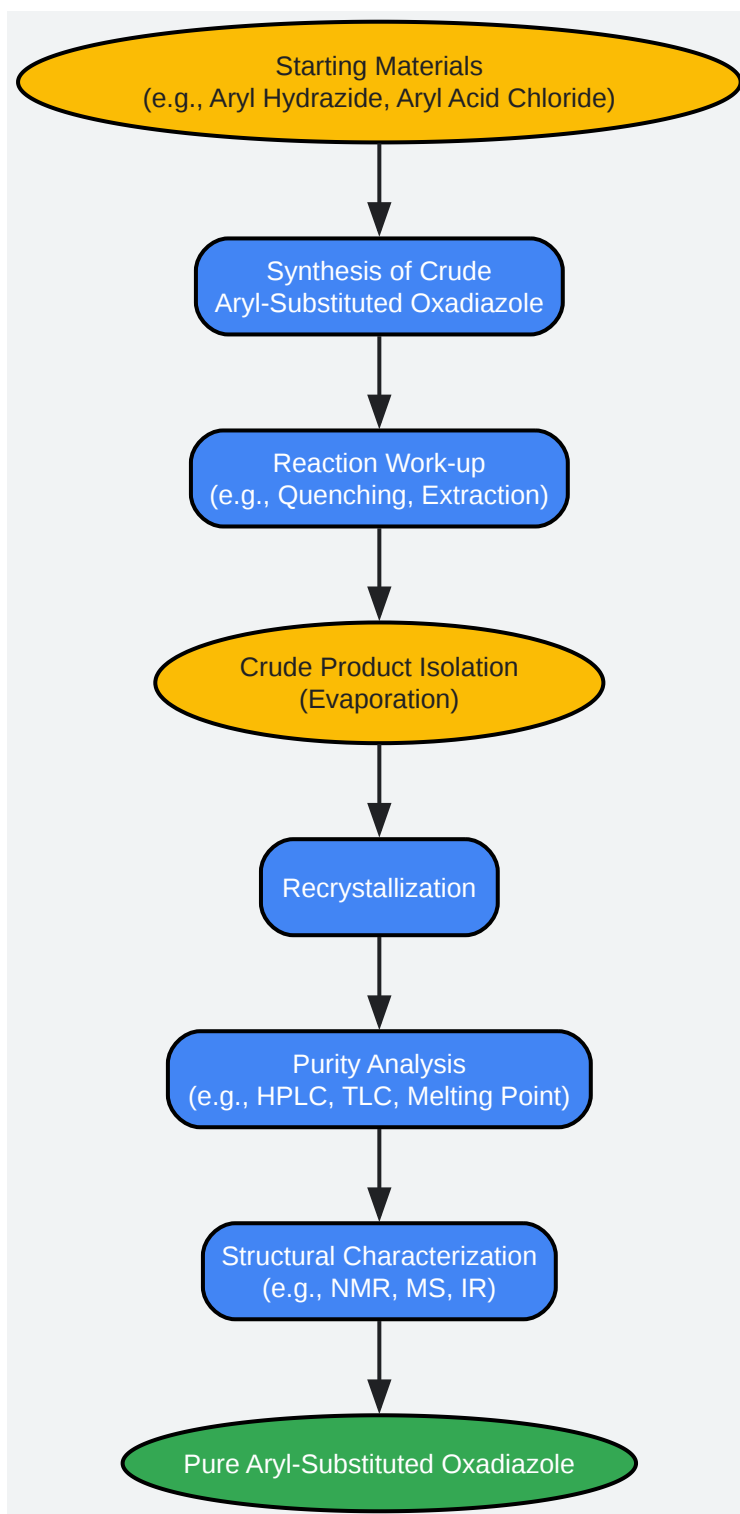 Starting Materials
(e.g., Aryl Hydrazide, Aryl Acid Chloride)
Synthesis of Crude
Aryl-Substituted Oxadiazole
Reaction Work-up
(e.g., Quenching, Extraction)
Crude Product Isolation
(Evaporation)
Recrystallization
Purity Analysis
(e.g., HPLC, TLC, Melting Point)
Structural Characterization
(e.g., NMR, MS, IR)
Pure Aryl-Substituted Oxadiazole